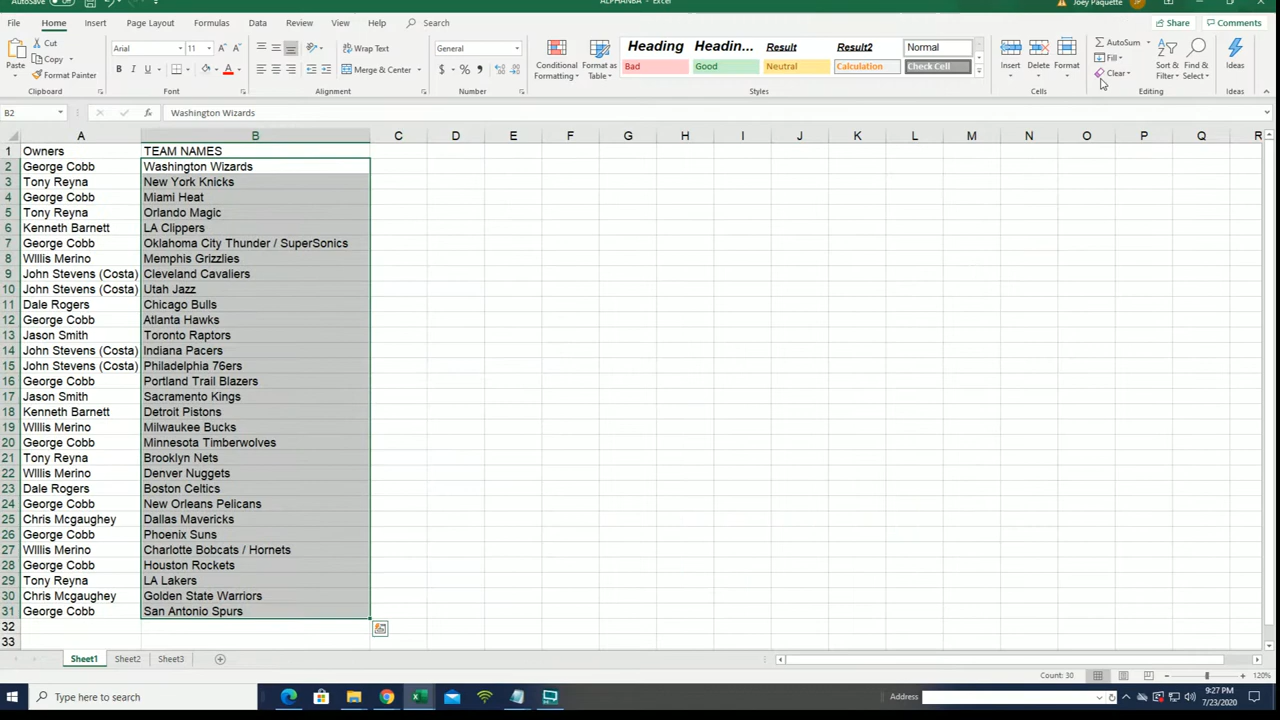 AutoSave
ALPHANBA - Excel
Joey Paquette JP
File Home Insert Page Layout Formulas Data Review View Help Search Share Comments
Cut Arial 11 Wrap Text General Heading Headin... Result Result2 Normal AutoSum
Copy Fill
Paste Format Painter Merge & Center Conditional Formatting Format as Table Bad Good Neutral Calculation Check Cell Insert Delete Format Clear Sort & Filter Find & Select Ideas
Clipboard Font Alignment Number Styles Cells Editing Ideas
B2 fx Washington Wizards
A B C D E F G H I J K L M N O P Q R
1 Owners TEAM NAMES
2 George Cobb Washington Wizards
3 Tony Reyna New York Knicks
4 George Cobb Miami Heat
5 Tony Reyna Orlando Magic
6 Kenneth Barnett LA Clippers
7 George Cobb Oklahoma City Thunder / SuperSonics
8 WIllis Merino Memphis Grizzlies
9 John Stevens (Costa) Cleveland Cavaliers
10 John Stevens (Costa) Utah Jazz
11 Dale Rogers Chicago Bulls
12 George Cobb Atlanta Hawks
13 Jason Smith Toronto Raptors
14 John Stevens (Costa) Indiana Pacers
15 John Stevens (Costa) Philadelphia 76ers
16 George Cobb Portland Trail Blazers
17 Jason Smith Sacramento Kings
18 Kenneth Barnett Detroit Pistons
19 WIllis Merino Milwaukee Bucks
20 George Cobb Minnesota Timberwolves
21 Tony Reyna Brooklyn Nets
22 WIllis Merino Denver Nuggets
23 Dale Rogers Boston Celtics
24 George Cobb New Orleans Pelicans
25 Chris Mcgaughey Dallas Mavericks
26 George Cobb Phoenix Suns
27 WIllis Merino Charlotte Bobcats / Hornets
28 George Cobb Houston Rockets
29 Tony Reyna LA Lakers
30 Chris Mcgaughey Golden State Warriors
31 George Cobb San Antonio Spurs
32
33
Sheet1 Sheet2 Sheet3
Count: 30 120%
Type here to search Address 9:27 PM
7/23/2020